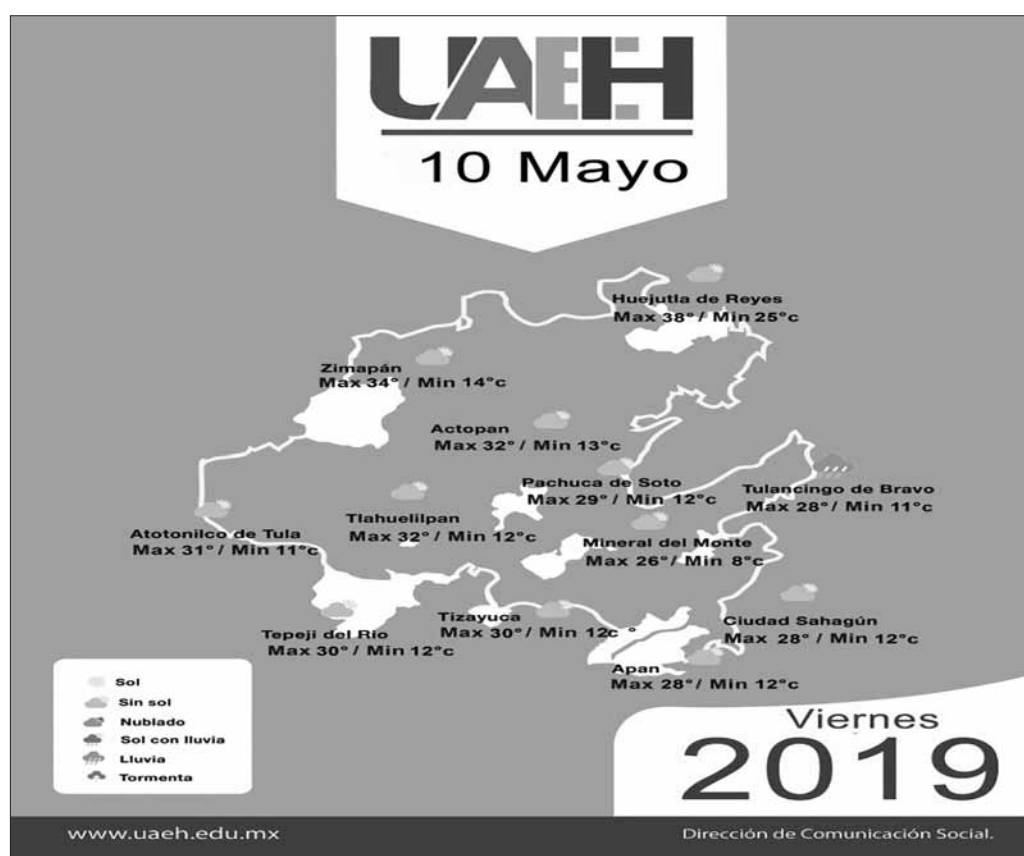 UAEH
10 Mayo
Huejutla de Reyes
Max 38° / Min 25°c
Zimapán
Max 34° / Min 14°c
Actopan
Max 32° / Min 13°c
Pachuca de Soto
Max 29° / Min 12°c
Tulancingo de Bravo
Max 28° / Min 11°c
Tlahuelilpan
Max 32° / Min 12°c
Atotonilco de Tula
Max 31° / Min 11°c
Mineral del Monte
Max 26° / Min 8°c
Tizayuca
Max 30° / Min 12c °
Ciudad Sahagún
Max 28° / Min 12°c
Tepeji del Río
Max 30° / Min 12°c
Apan
Max 28° / Min 12°c
Sol
Sin sol
Nublado
Sol con lluvia
Lluvia
Tormenta
Viernes
2019
www.uaeh.edu.mx
Dirección de Comunicación Social.